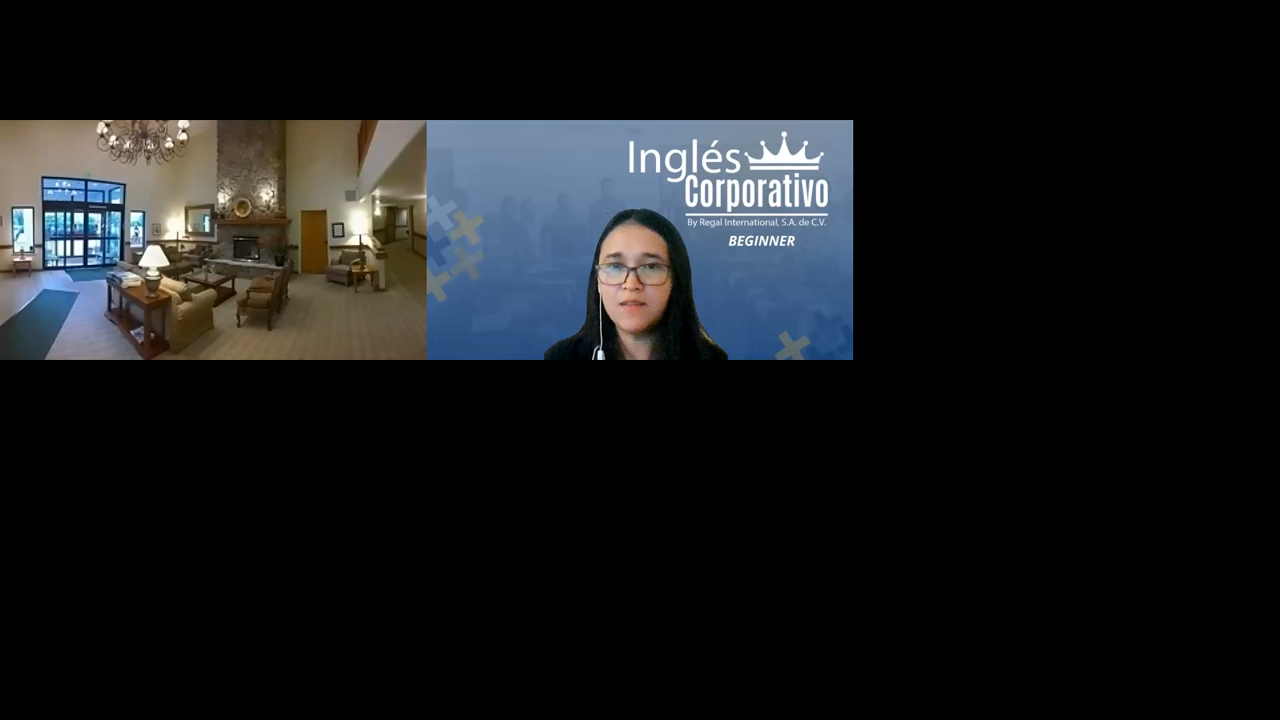 Inglés
Corporativo
By Regal International, S.A. de C.V.
BEGINNER